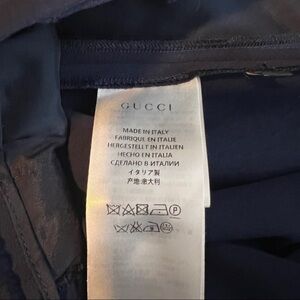 GUCCI
MADE IN ITALY
FABRIQUÉ EN ITALIE
HERGESTELLT IN ITALIEN
HECHO EN ITALIA
СДЕЛАНО В ИТАЛИИ
イタリア製
产地:意大利
P